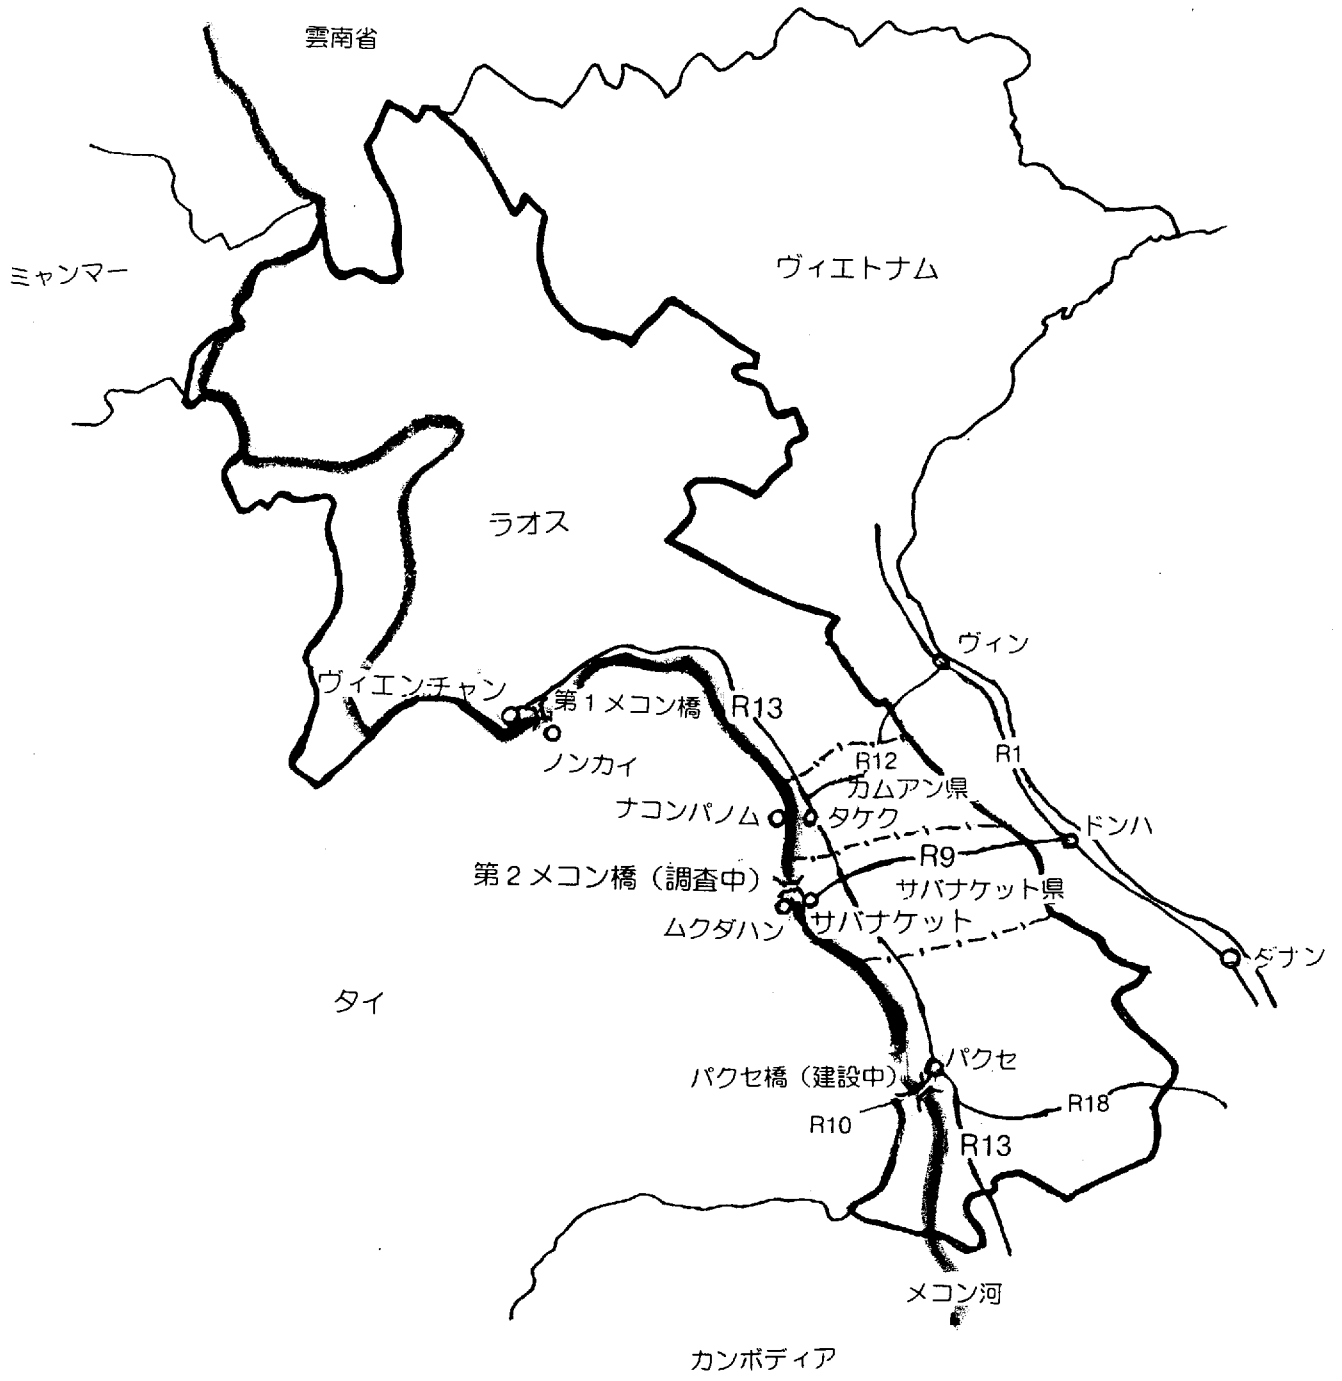 雲南省
ミャンマー
ヴィエトナム
ラオス
ヴィン
ヴィエンチャン
第1メコン橋
R13
ノンカイ
R12
R1
カムアン県
ナコンパノム
タケク
ドンハ
R9
第2メコン橋（調査中）
サバナケット県
ムクダハン
サバナケット
ダナン
タイ
パクセ
パクセ橋（建設中）
R18
R10
R13
メコン河
カンボディア